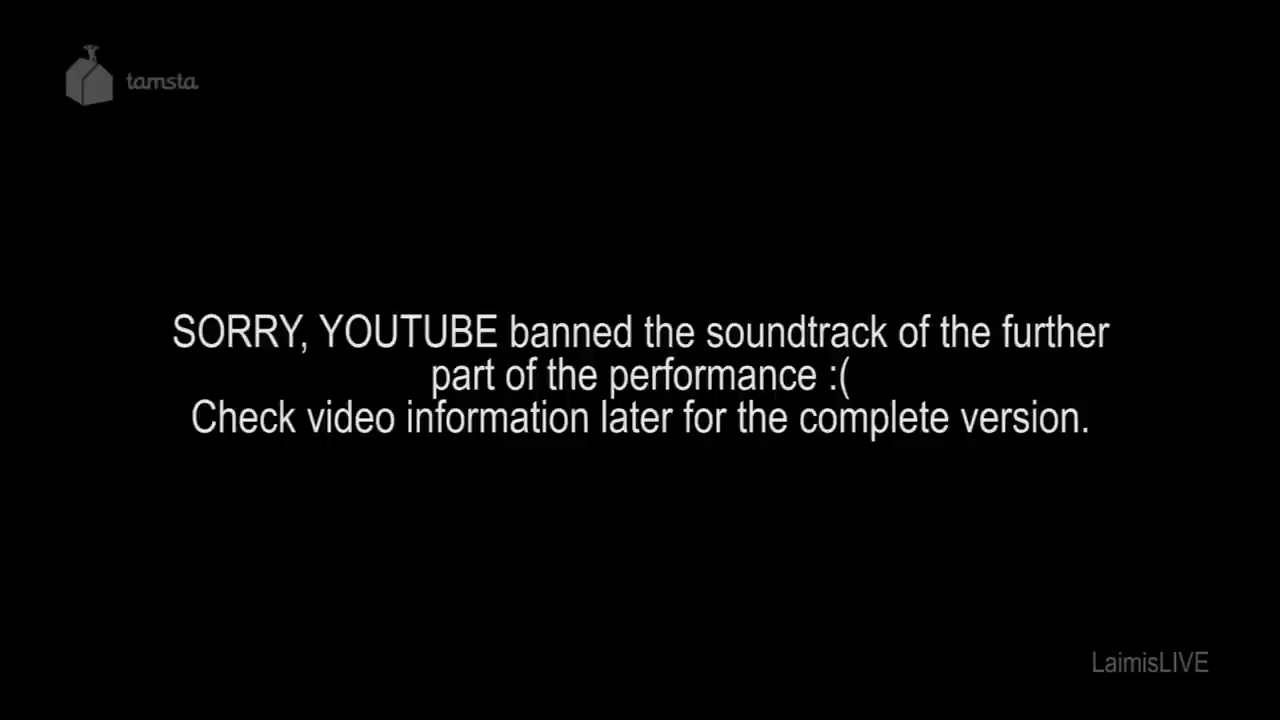 tamsta
SORRY, YOUTUBE banned the soundtrack of the further
part of the performance :(
Check video information later for the complete version.
LaimisLIVE